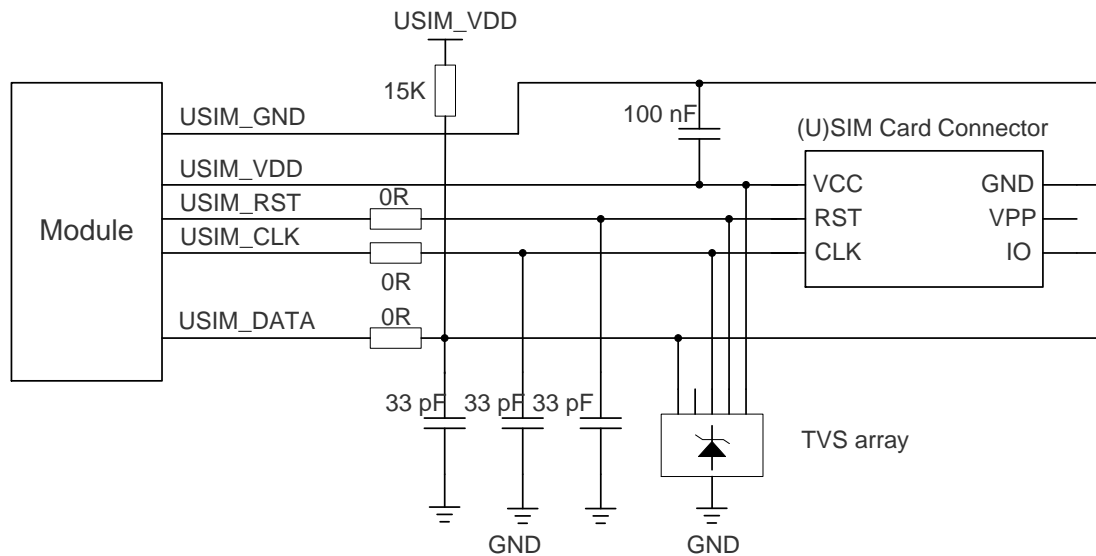 USIM_VDD
15K
USIM_GND
100 nF
(U)SIM Card Connector
USIM_VDD
VCC
GND
USIM_RST
0R
RST
VPP
Module
USIM_CLK
CLK
IO
0R
USIM_DATA
0R
33 pF
33 pF
33 pF
TVS array
GND
GND